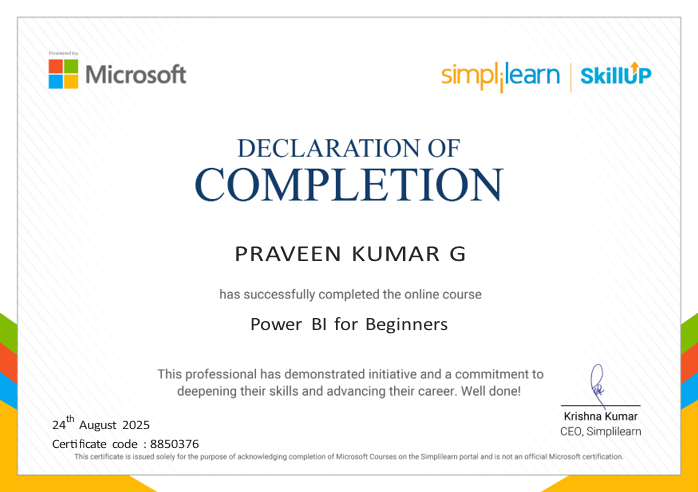 Powered by
Microsoft
simplilearn | SkillUP
DECLARATION OF
COMPLETION
PRAVEEN KUMAR G
has successfully completed the online course
Power BI for Beginners
This professional has demonstrated initiative and a commitment to
deepening their skills and advancing their career. Well done!
24th August 2025
Certificate code : 8850376
Krishna Kumar
CEO, Simplilearn
This certificate is issued solely for the purpose of acknowledging completion of Microsoft Courses on the Simplilearn portal and is not an official Microsoft certification.